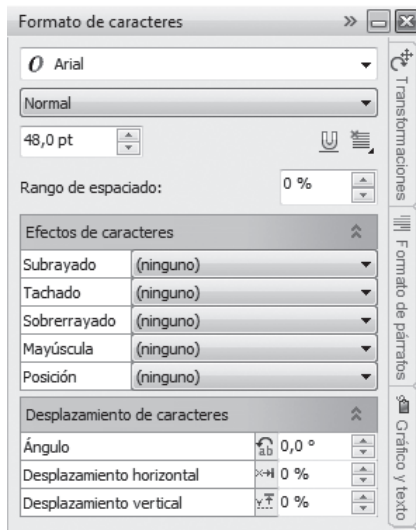 Formato de caracteres
O Arial
Normal
48,0 pt U
Rango de espaciado: 0 %
Efectos de caracteres
Subrayado (ninguno)
Tachado (ninguno)
Sobrerrayado (ninguno)
Mayúscula (ninguno)
Posición (ninguno)
Desplazamiento de caracteres
Ángulo ab 0,0 °
Desplazamiento horizontal 0 %
Desplazamiento vertical 0 %
Transformaciones
Formato de párrafos
Gráfico y texto